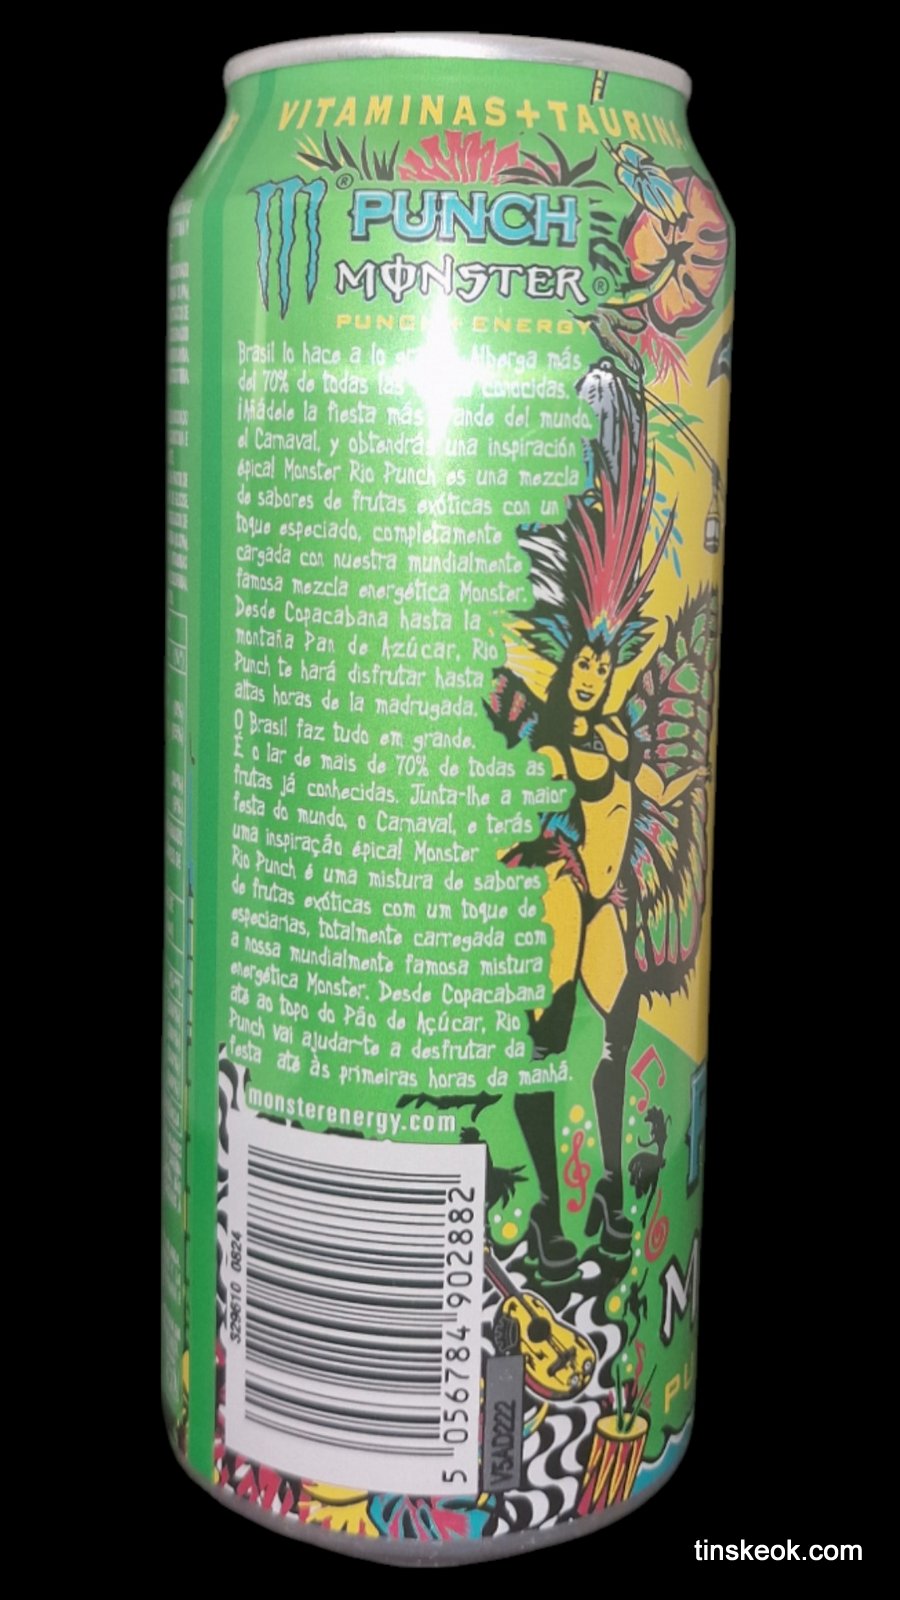 VITAMINAS+TAURINA
PUNCH
MONSTER
PUNCH + ENERGY
Brasil lo hace a lo Alberga más
del 70% de todas las conocidas.
¡Añádele la fiesta más grande del mundo,
el Carnaval, y obtendrás una inspiración
épica! Monster Rio Punch es una mezcla
de sabores de frutas exóticas con un
toque especiado, completamente
cargada con nuestra mundialmente
famosa mezcla energética Monster.
Desde Copacabana hasta la
montaña Pan de Azúcar, Rio
Punch te hará disfrutar hasta
altas horas de la madrugada.
O Brasil faz tudo em grande.
É o lar de mais de 70% de todas as
frutas já conhecidas. Junta-lhe a maior
festa do mundo, o Carnaval, e terás
uma inspiração épica! Monster
Rio Punch é uma mistura de sabores
de frutas exóticas com um toque de
especiarias, totalmente carregada com
a nossa mundialmente famosa mistura
energética Monster. Desde Copacabana
até ao topo do Pão de Açúcar, Rio
Punch vai ajudar-te a desfrutar da
festa até às primeiras horas da manhã.
monsterenergy.com
329610 0824
5 056784 902882
V5AD222
tinskeok.com